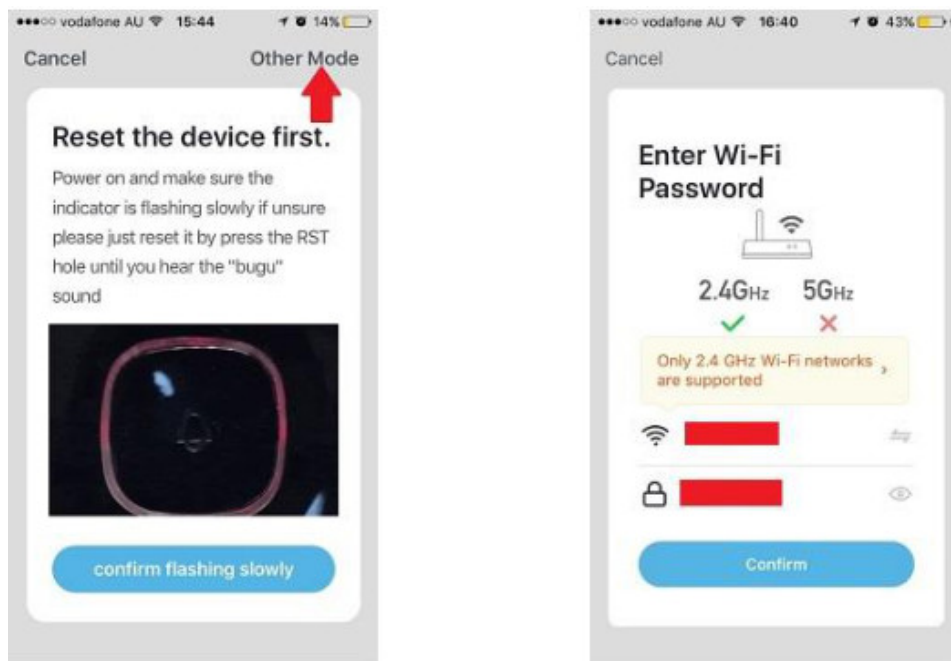 vodafone AU 15:44 14%
Cancel Other Mode
Reset the device first.
Power on and make sure the
indicator is flashing slowly if unsure
please just reset it by press the RST
hole until you hear the "bugu"
sound
confirm flashing slowly
vodafone AU 16:40 43%
Cancel
Enter Wi-Fi
Password
2.4GHz 5GHz
Only 2.4 GHz Wi-Fi networks
are supported
Confirm